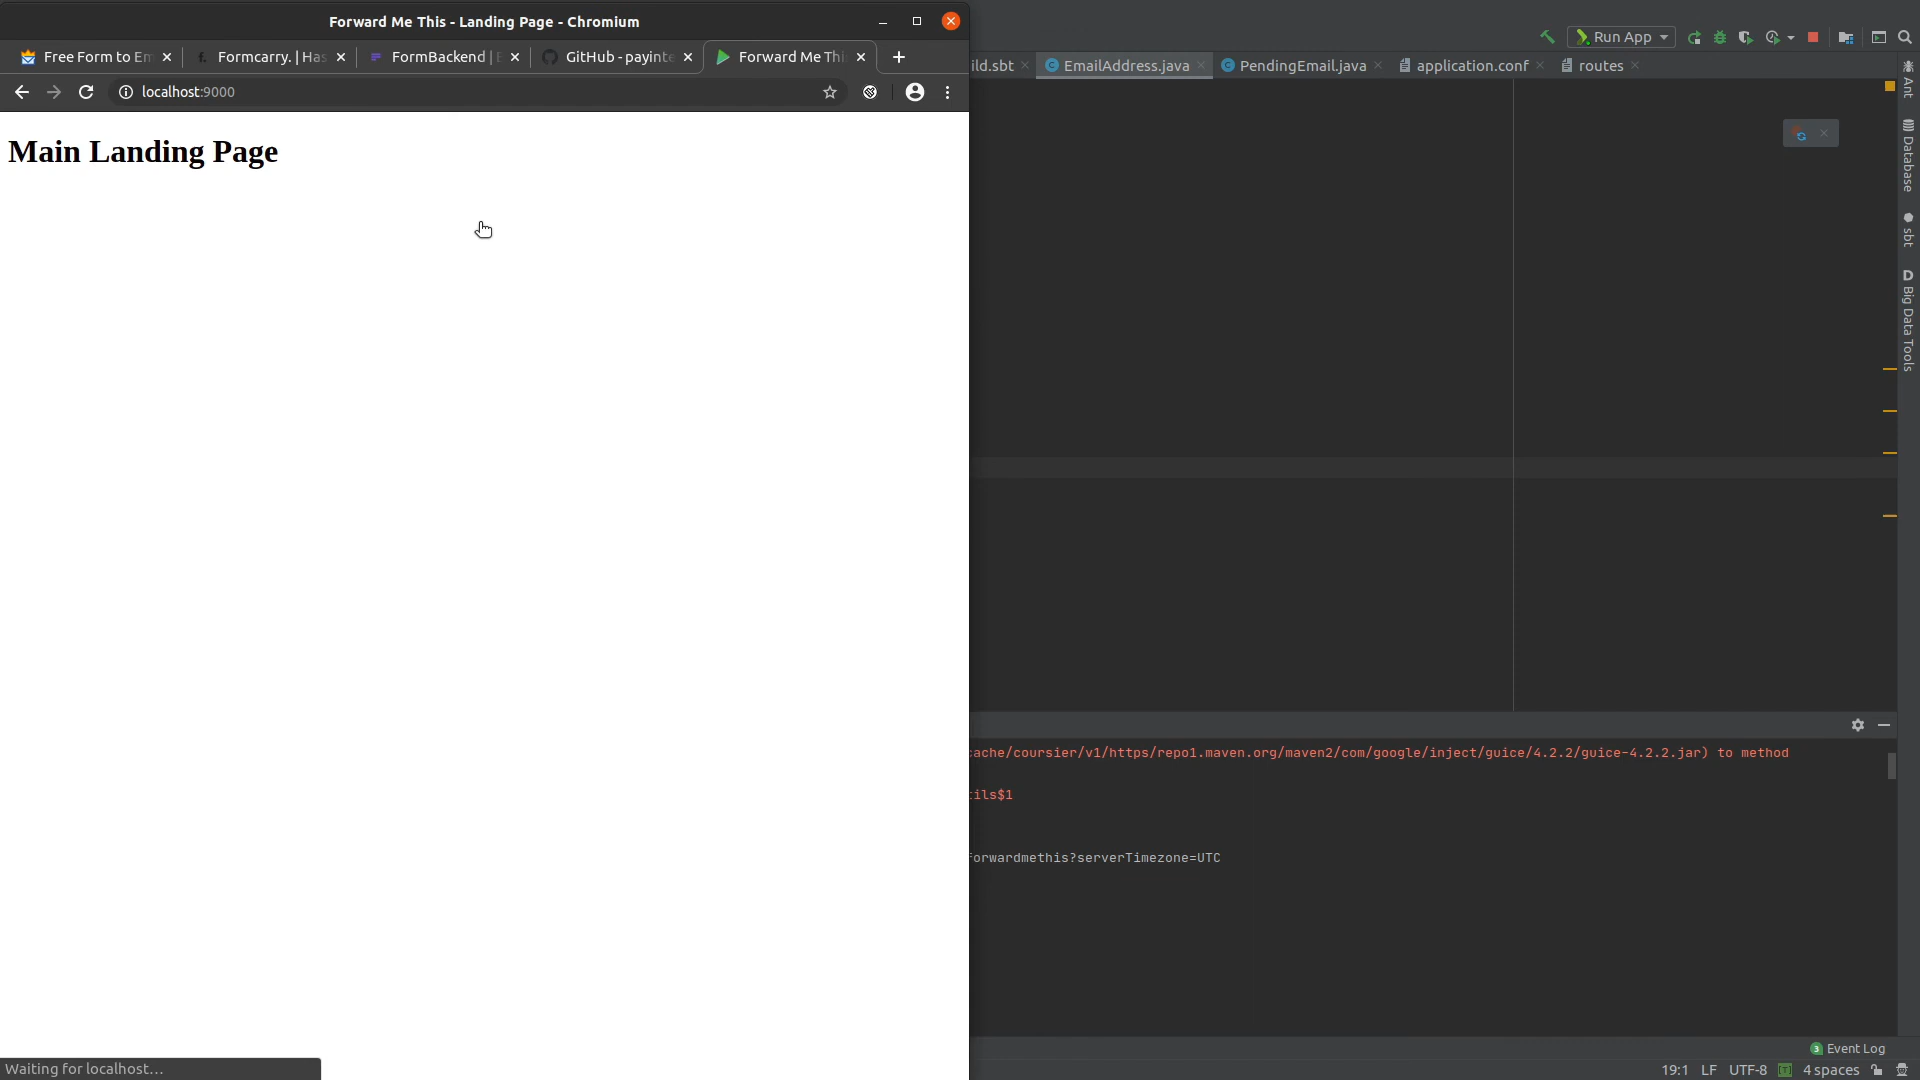 Forward Me This - Landing Page - Chromium
Free Form to Em
Formcarry. | Has
FormBackend | E
GitHub - payinte
Forward Me Thi
localhost:9000
Main Landing Page
Waiting for localhost...
Run App
ild.sbt
EmailAddress.java
PendingEmail.java
application.conf
routes
Ant
Database
sbt
D Big Data Tools
cache/coursier/v1/https/repo1.maven.org/maven2/com/google/inject/guice/4.2.2/guice-4.2.2.jar) to method
tils$1
forwardmethis?serverTimezone=UTC
3 Event Log
19:1 LF UTF-8 [T] 4 spaces